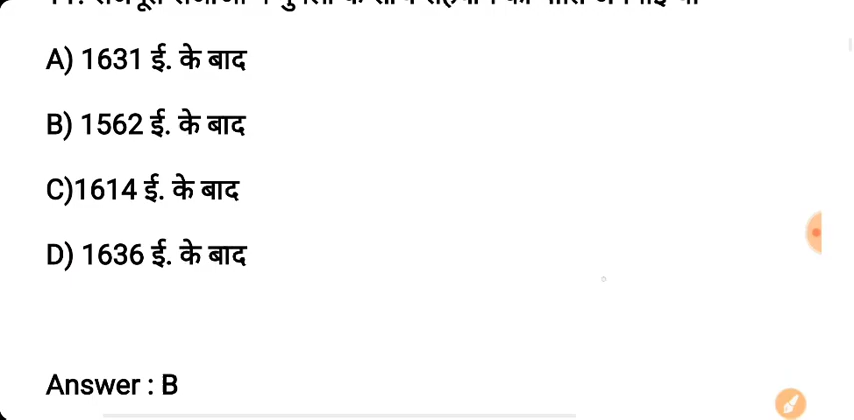 A) 1631 ई. के बाद
B) 1562 ई. के बाद
C)1614 ई. के बाद
D) 1636 ई. के बाद
Answer : B